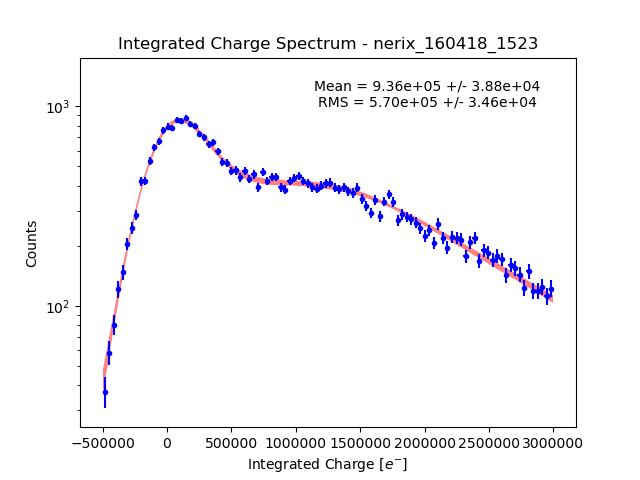 Integrated Charge Spectrum - nerix_160418_1523
Mean = 9.36e+05 +/- 3.88e+04
RMS = 5.70e+05 +/- 3.46e+04
10³
10²
Counts
−500000 0 500000 1000000 1500000 2000000 2500000 3000000
Integrated Charge [e⁻]